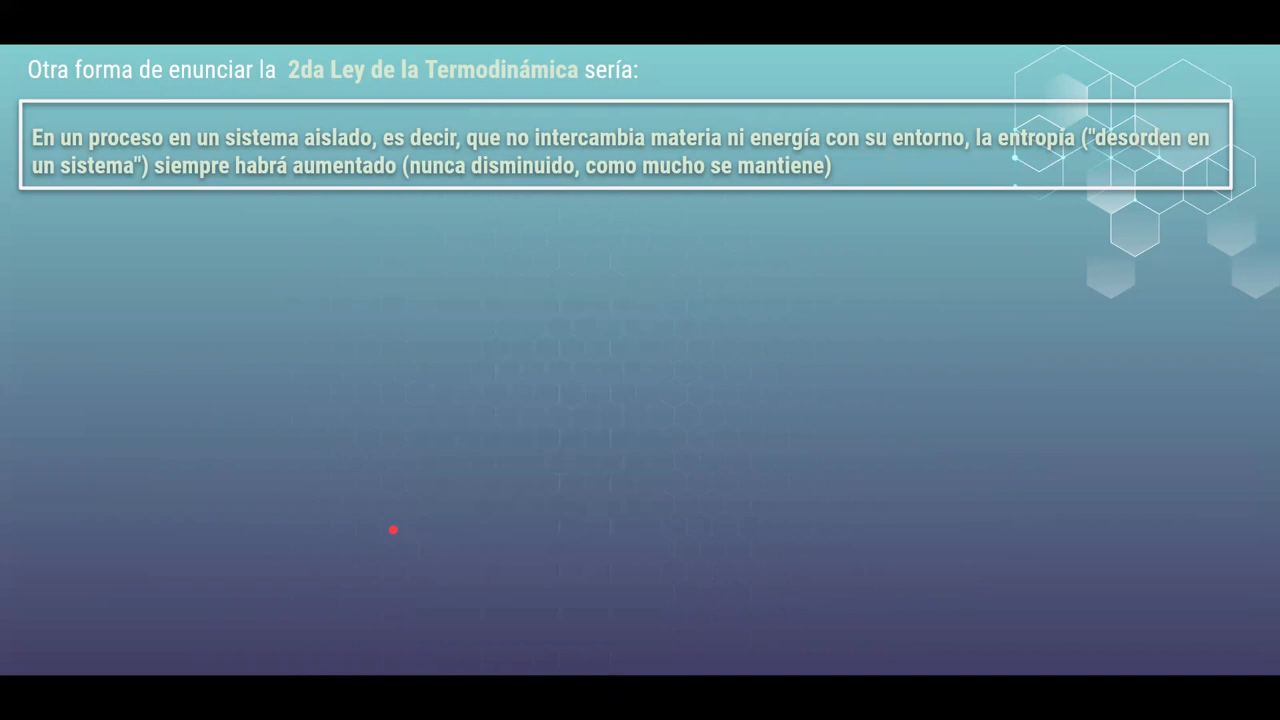 Otra forma de enunciar la 2da Ley de la Termodinámica sería:
En un proceso en un sistema aislado, es decir, que no intercambia materia ni energía con su entorno, la entropía ("desorden en
un sistema") siempre habrá aumentado (nunca disminuido, como mucho se mantiene)